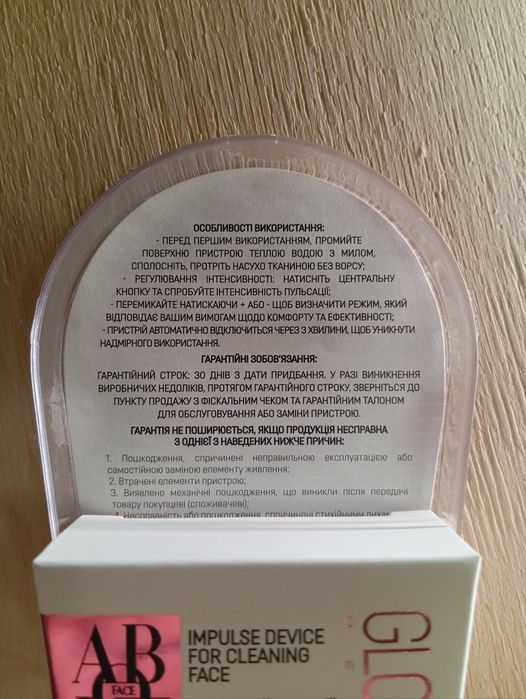 ОСОБЛИВОСТІ ВИКОРИСТАННЯ:
- ПЕРЕД ПЕРШИМ ВИКОРИСТАННЯМ, ПРОМИЙТЕ
ПОВЕРХНЮ ПРИСТРОЮ ТЕПЛОЮ ВОДОЮ З МИЛОМ,
СПОЛОСНІТЬ, ПРОТРІТЬ НАСУХО ТКАНИНОЮ БЕЗ ВОРСУ;
- РЕГУЛЮВАННЯ ІНТЕНСИВНОСТІ: НАТИСНІТЬ ЦЕНТРАЛЬНУ
КНОПКУ ТА СПРОБУЙТЕ ІНТЕНСИВНІСТЬ ПУЛЬСАЦІЇ;
- ПЕРЕМИКАЙТЕ НАТИСКАЮЧИ + АБО - ЩОБ ВИЗНАЧИТИ РЕЖИМ, ЯКИЙ
ВІДПОВІДАЄ ВАШИМ ВИМОГАМ ЩОДО КОМФОРТУ ТА ЕФЕКТИВНОСТІ;
- ПРИСТРІЙ АВТОМАТИЧНО ВІДКЛЮЧИТЬСЯ ЧЕРЕЗ 3 ХВИЛИНИ, ЩОБ УНИКНУТИ
НАДМІРНОГО ВИКОРИСТАННЯ.
ГАРАНТІЙНІ ЗОБОВ'ЯЗАННЯ:
ГАРАНТІЙНИЙ СТРОК: 30 ДНІВ З ДАТИ ПРИДБАННЯ. У РАЗІ ВИНИКНЕННЯ
ВИРОБНИЧИХ НЕДОЛІКІВ, ПРОТЯГОМ ГАРАНТІЙНОГО СТРОКУ, ЗВЕРНІТЬСЯ ДО
ПУНКТУ ПРОДАЖУ З ФІСКАЛЬНИМ ЧЕКОМ ТА ГАРАНТІЙНИМ ТАЛОНОМ
ДЛЯ ОБСЛУГОВУВАННЯ АБО ЗАМІНИ ПРИСТРОЮ.
ГАРАНТІЯ НЕ ПОШИРЮЄТЬСЯ, ЯКЩО ПРОДУКЦІЯ НЕСПРАВНА
З ОДНІЄЇ З НАВЕДЕНИХ НИЖЧЕ ПРИЧИН:
1. Пошкодження, спричинені неправильною експлуатацією або
самостійною заміною елементу живлення;
2. Втрачені елементи пристрою;
3. Виявлено механічні пошкодження, що виникли після передачі
товару покупцеві (споживачеві);
4. Несправність або пошкодження, спричинені стихійними
IMPULSE DEVICE
FOR CLEANING
FACE
FACE
GLO